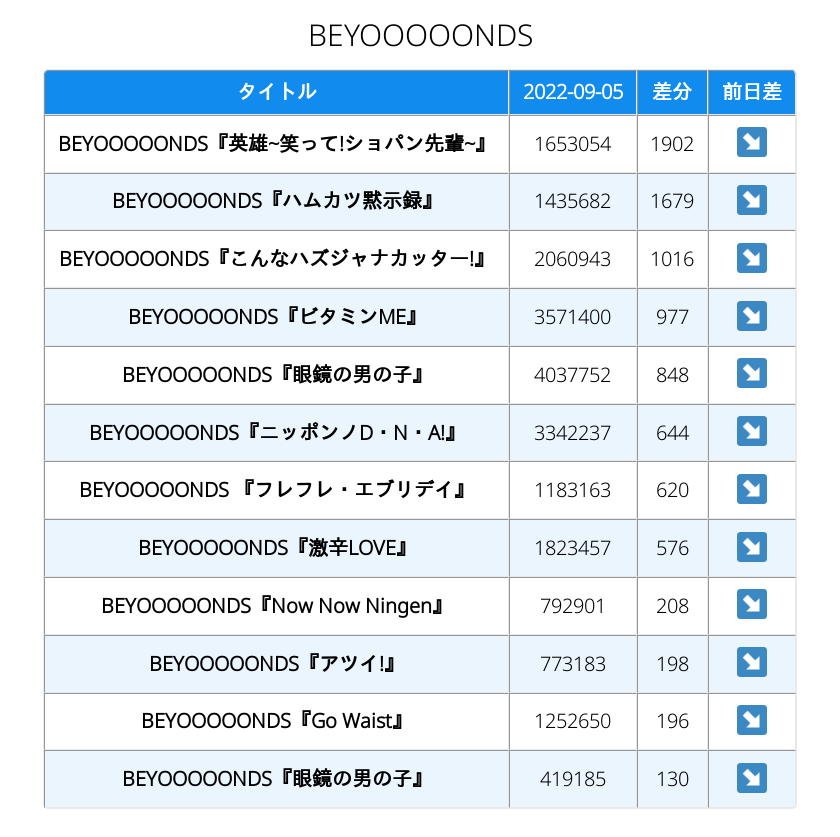 BEYOOOOONDS
タイトル 2022-09-05 差分 前日差
BEYOOOOONDS『英雄~笑って!ショパン先輩~』 1653054 1902 ↘
BEYOOOOONDS『ハムカツ黙示録』 1435682 1679 ↘
BEYOOOOONDS『こんなハズジャナカッター!』 2060943 1016 ↘
BEYOOOOONDS『ビタミンME』 3571400 977 ↘
BEYOOOOONDS『眼鏡の男の子』 4037752 848 ↘
BEYOOOOONDS『ニッポンノD・N・A!』 3342237 644 ↘
BEYOOOOONDS 『フレフレ・エブリデイ』 1183163 620 ↘
BEYOOOOONDS『激辛LOVE』 1823457 576 ↘
BEYOOOOONDS『Now Now Ningen』 792901 208 ↘
BEYOOOOONDS『アツイ!』 773183 198 ↘
BEYOOOOONDS『Go Waist』 1252650 196 ↘
BEYOOOOONDS『眼鏡の男の子』 419185 130 ↘